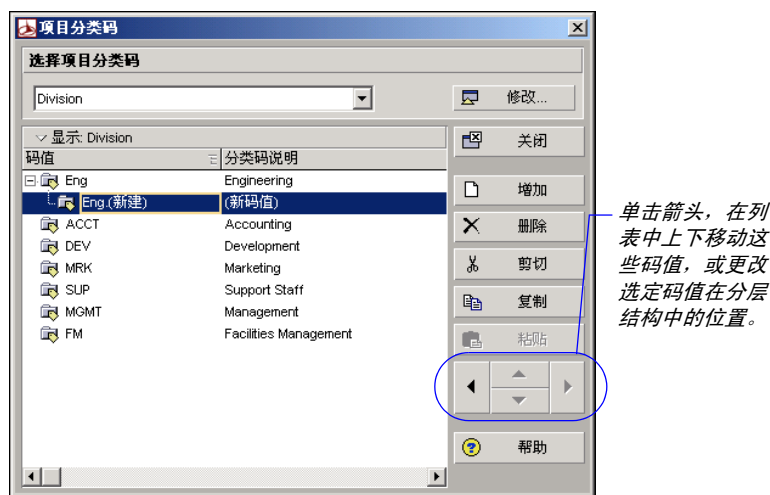 项目分类码
选择项目分类码
Division
修改...
显示: Division
码值 分类码说明
Eng Engineering
Eng.(新建) (新码值)
ACCT Accounting
DEV Development
MRK Marketing
SUP Support Staff
MGMT Management
FM Facilities Management
关闭
增加
删除
剪切
复制
粘贴
帮助
单击箭头，在列
表中上下移动这
些码值，或更改
选定码值在分层
结构中的位置。